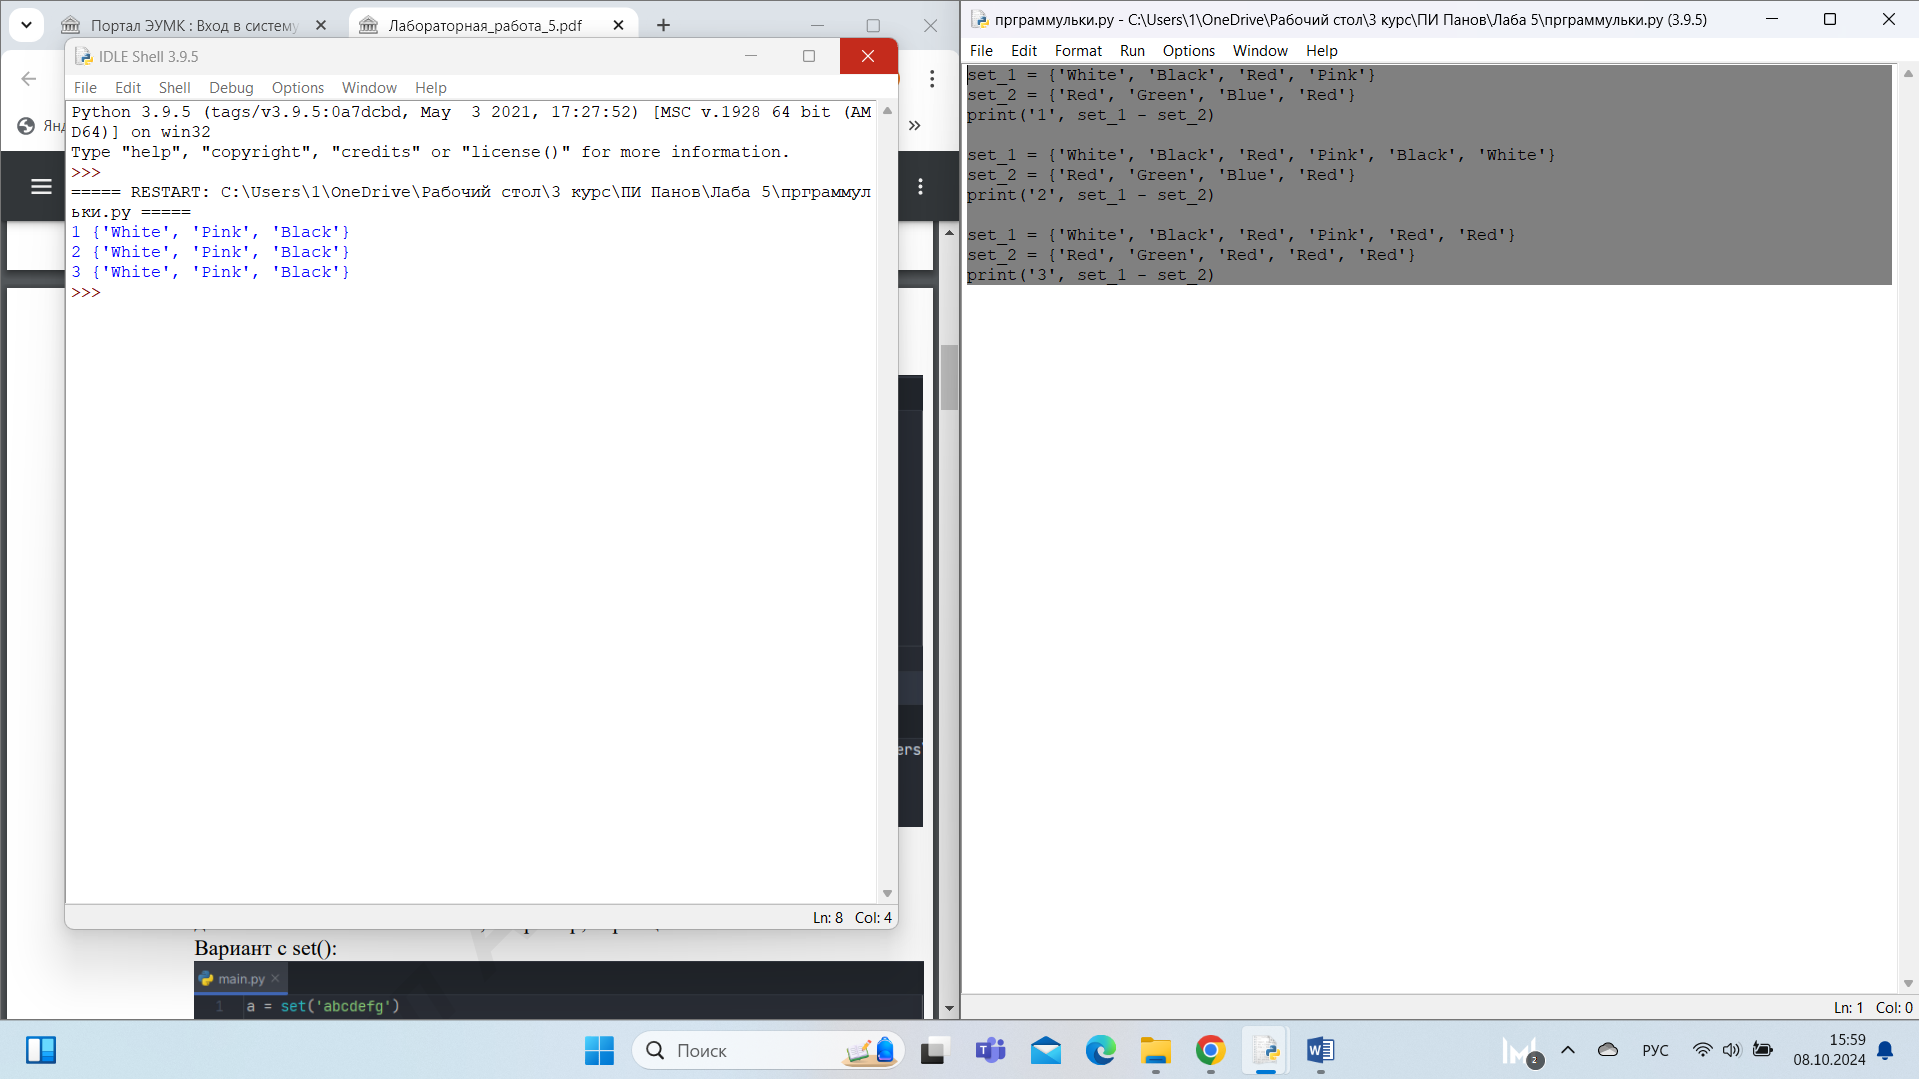 Портал ЭУМК : Вход в систему
Лабораторная_работа_5.pdf
IDLE Shell 3.9.5
File Edit Shell Debug Options Window Help
Янд
Python 3.9.5 (tags/v3.9.5:0a7dcbd, May  3 2021, 17:27:52) [MSC v.1928 64 bit (AM
D64)] on win32
Type "help", "copyright", "credits" or "license()" for more information.
>>>
===== RESTART: C:\Users\1\OneDrive\Рабочий стол\3 курс\ПИ Панов\Лаба 5\прграммул
ьки.py =====
1 {'White', 'Pink', 'Black'}
2 {'White', 'Pink', 'Black'}
3 {'White', 'Pink', 'Black'}
>>>
Ln: 8 Col: 4
ers
Вариант с set():
main.py
1 a = set('abcdefg')
прграммульки.py - C:\Users\1\OneDrive\Рабочий стол\3 курс\ПИ Панов\Лаба 5\прграммульки.py (3.9.5)
File Edit Format Run Options Window Help
set_1 = {'White', 'Black', 'Red', 'Pink'}
set_2 = {'Red', 'Green', 'Blue', 'Red'}
print('1', set_1 - set_2)
set_1 = {'White', 'Black', 'Red', 'Pink', 'Black', 'White'}
set_2 = {'Red', 'Green', 'Blue', 'Red'}
print('2', set_1 - set_2)
set_1 = {'White', 'Black', 'Red', 'Pink', 'Red', 'Red'}
set_2 = {'Red', 'Green', 'Red', 'Red', 'Red'}
print('3', set_1 - set_2)
Ln: 1 Col: 0
Поиск
2
РУС
15:59
08.10.2024